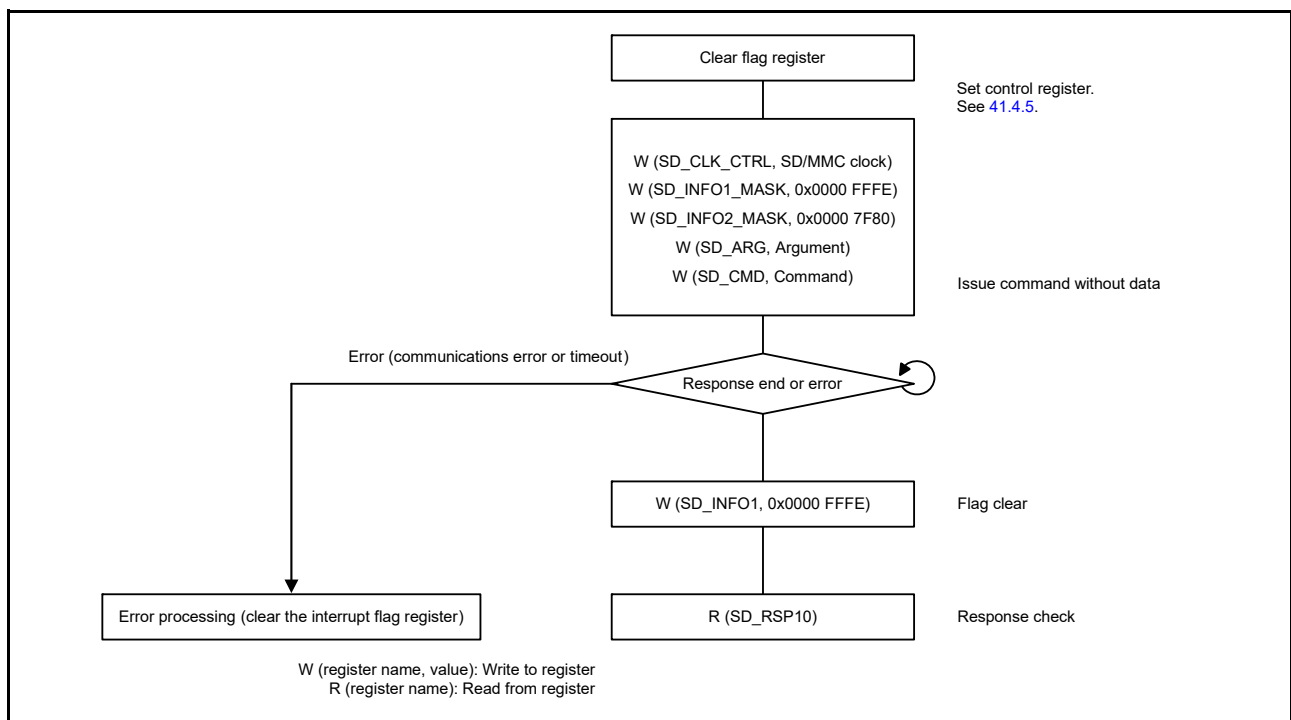 Clear flag register
Set control register.
See 41.4.5.
W (SD_CLK_CTRL, SD/MMC clock)
W (SD_INFO1_MASK, 0x0000 FFFE)
W (SD_INFO2_MASK, 0x0000 7F80)
W (SD_ARG, Argument)
W (SD_CMD, Command)
Issue command without data
Error (communications error or timeout)
Response end or error
W (SD_INFO1, 0x0000 FFFE)
Flag clear
Error processing (clear the interrupt flag register)
R (SD_RSP10)
Response check
W (register name, value): Write to register
R (register name): Read from register